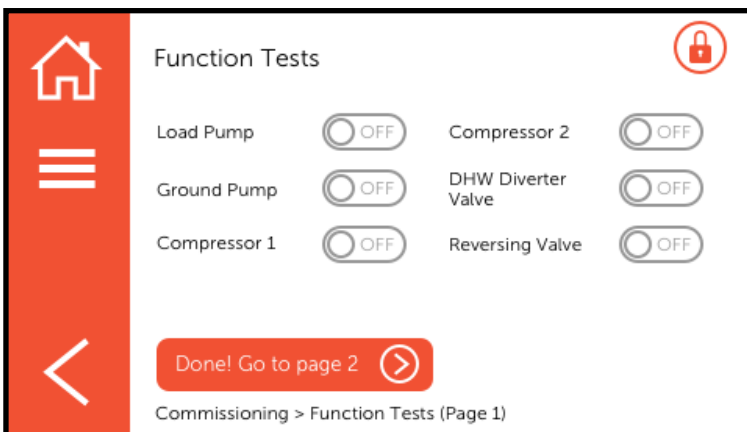 Function Tests
Load Pump OFF Compressor 2 OFF
Ground Pump OFF DHW Diverter
Valve OFF
Compressor 1 OFF Reversing Valve OFF
Done! Go to page 2
Commissioning > Function Tests (Page 1)